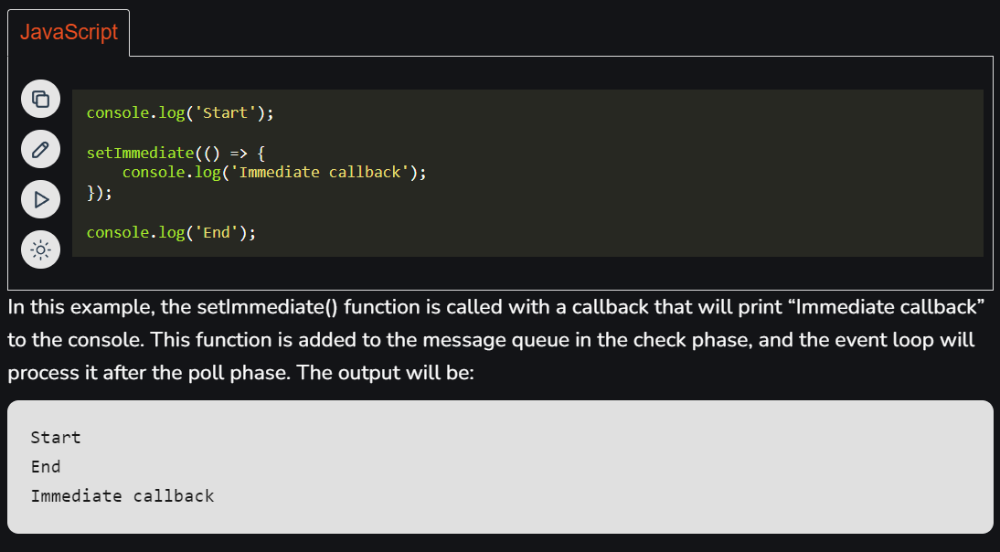 JavaScript
console.log('Start');
setImmediate(() => {
    console.log('Immediate callback');
});
console.log('End');
In this example, the setImmediate() function is called with a callback that will print “Immediate callback”
to the console. This function is added to the message queue in the check phase, and the event loop will
process it after the poll phase. The output will be:
Start
End
Immediate callback